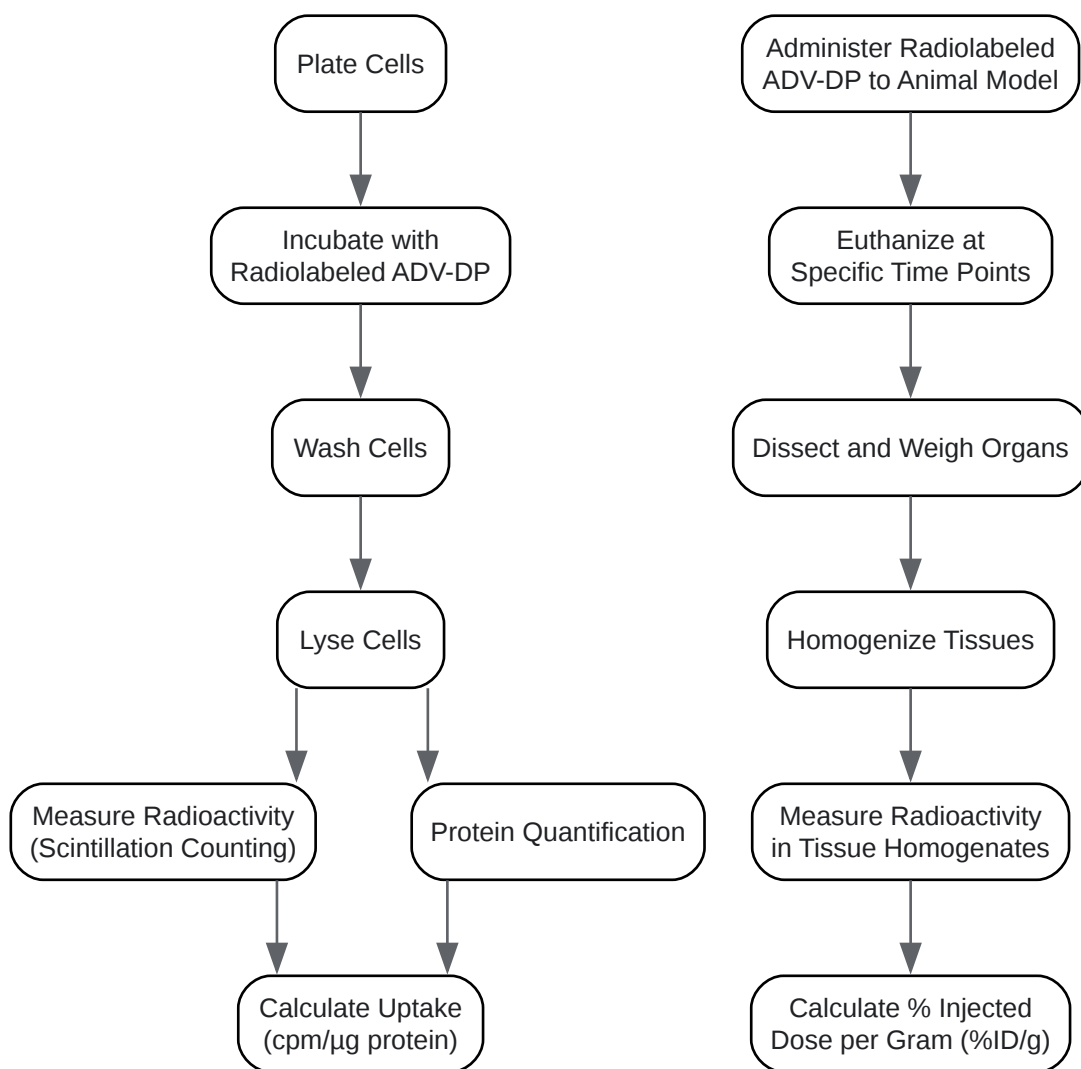 Plate Cells
Incubate with
Radiolabeled ADV-DP
Wash Cells
Lyse Cells
Measure Radioactivity
(Scintillation Counting)
Protein Quantification
Calculate Uptake
(cpm/µg protein)
Administer Radiolabeled
ADV-DP to Animal Model
Euthanize at
Specific Time Points
Dissect and Weigh Organs
Homogenize Tissues
Measure Radioactivity
in Tissue Homogenates
Calculate % Injected
Dose per Gram (%ID/g)